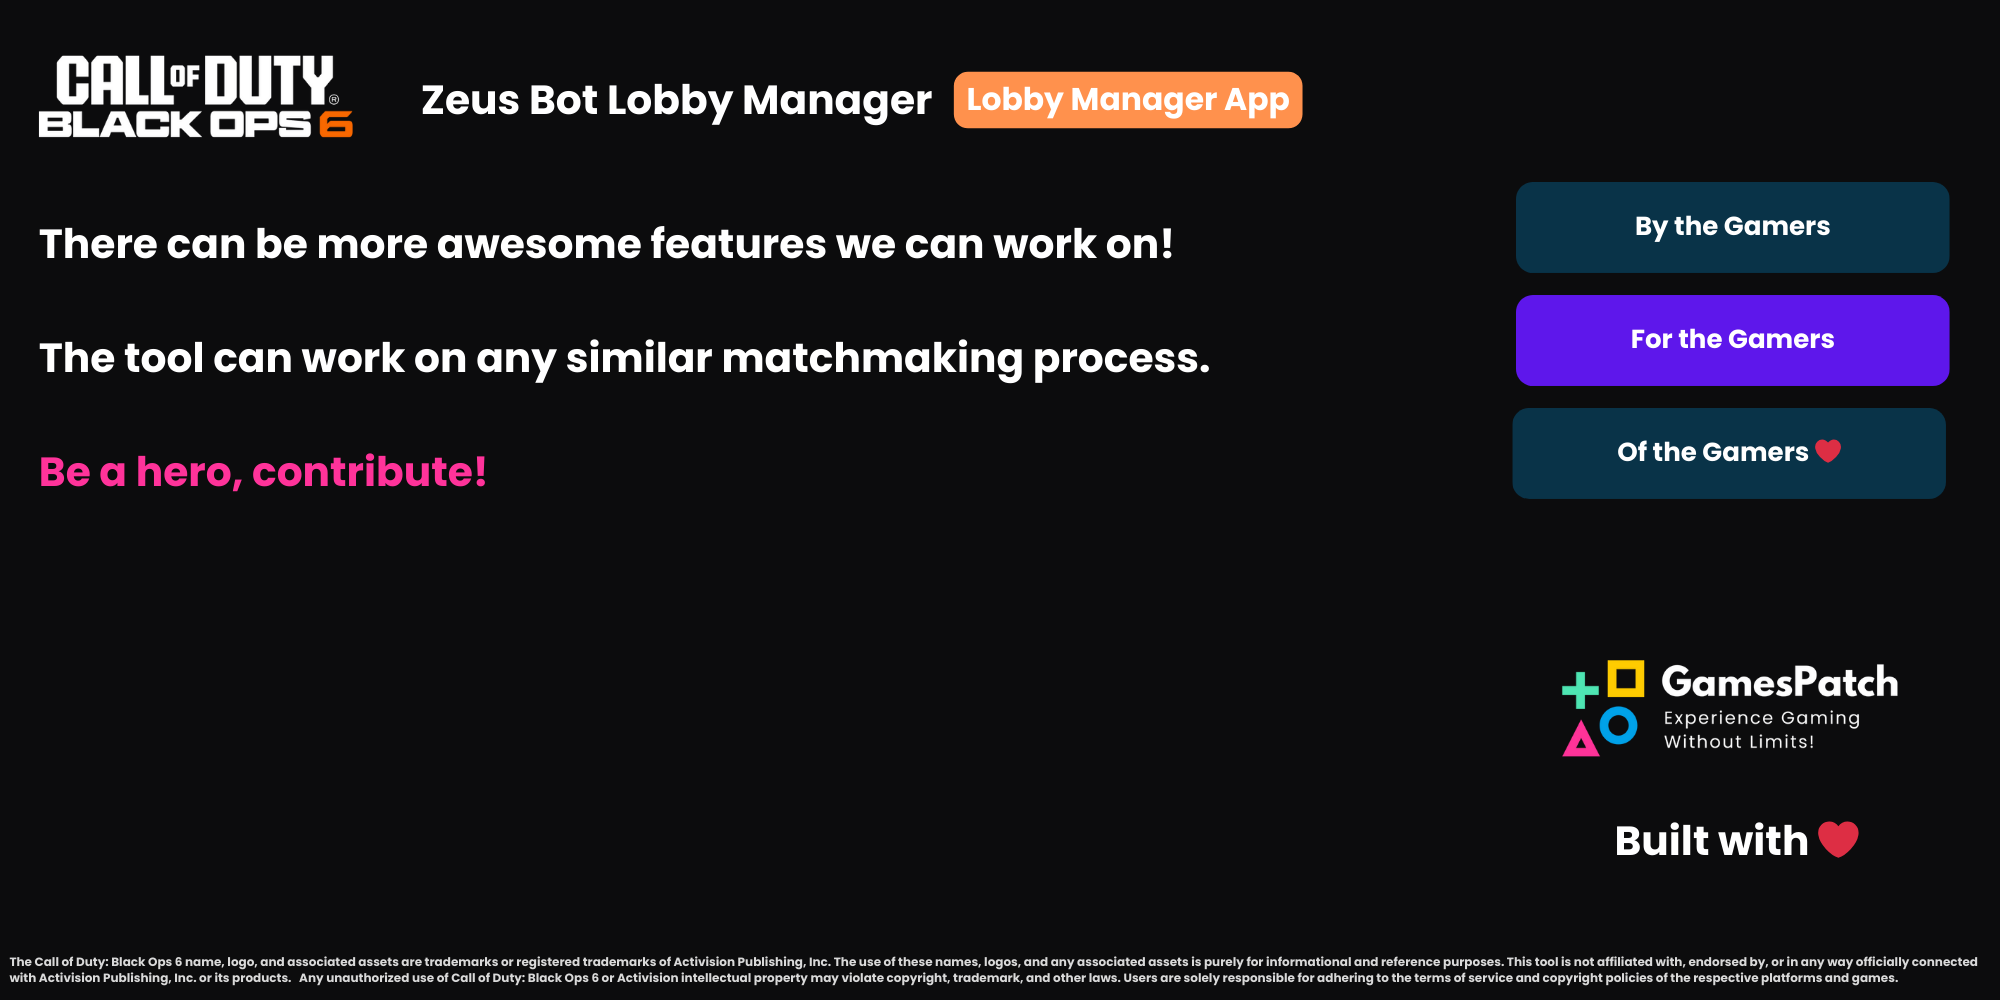 CALL OF DUTY®
BLACK OPS 6
Zeus Bot Lobby Manager
Lobby Manager App
There can be more awesome features we can work on!
The tool can work on any similar matchmaking process.
Be a hero, contribute!
By the Gamers
For the Gamers
Of the Gamers ❤️
GamesPatch
Experience Gaming
Without Limits!
Built with ❤️
The Call of Duty: Black Ops 6 name, logo, and associated assets are trademarks or registered trademarks of Activision Publishing, Inc. The use of these names, logos, and any associated assets is purely for informational and reference purposes. This tool is not affiliated with, endorsed by, or in any way officially connected
with Activision Publishing, Inc. or its products. Any unauthorized use of Call of Duty: Black Ops 6 or Activision intellectual property may violate copyright, trademark, and other laws. Users are solely responsible for adhering to the terms of service and copyright policies of the respective platforms and games.